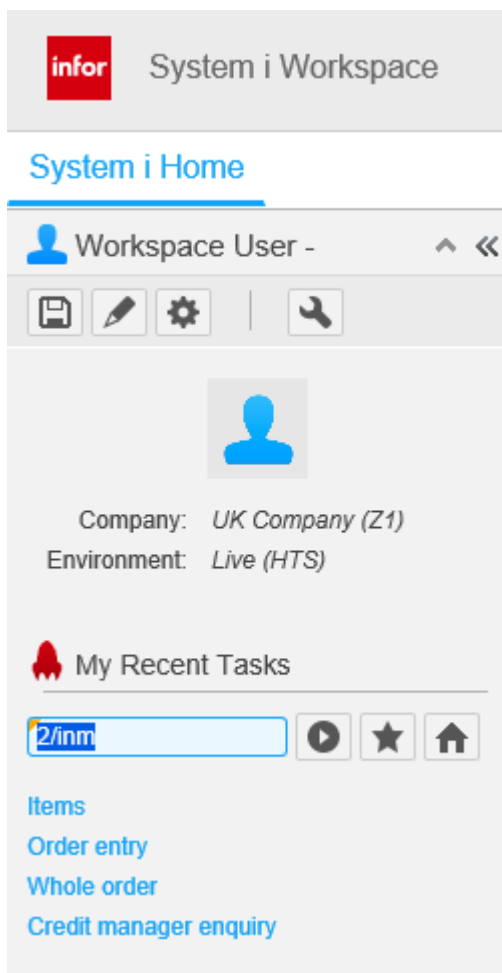 infor System i Workspace
System i Home
Workspace User -
Company: UK Company (Z1)
Environment: Live (HTS)
My Recent Tasks
2/inm
Items
Order entry
Whole order
Credit manager enquiry